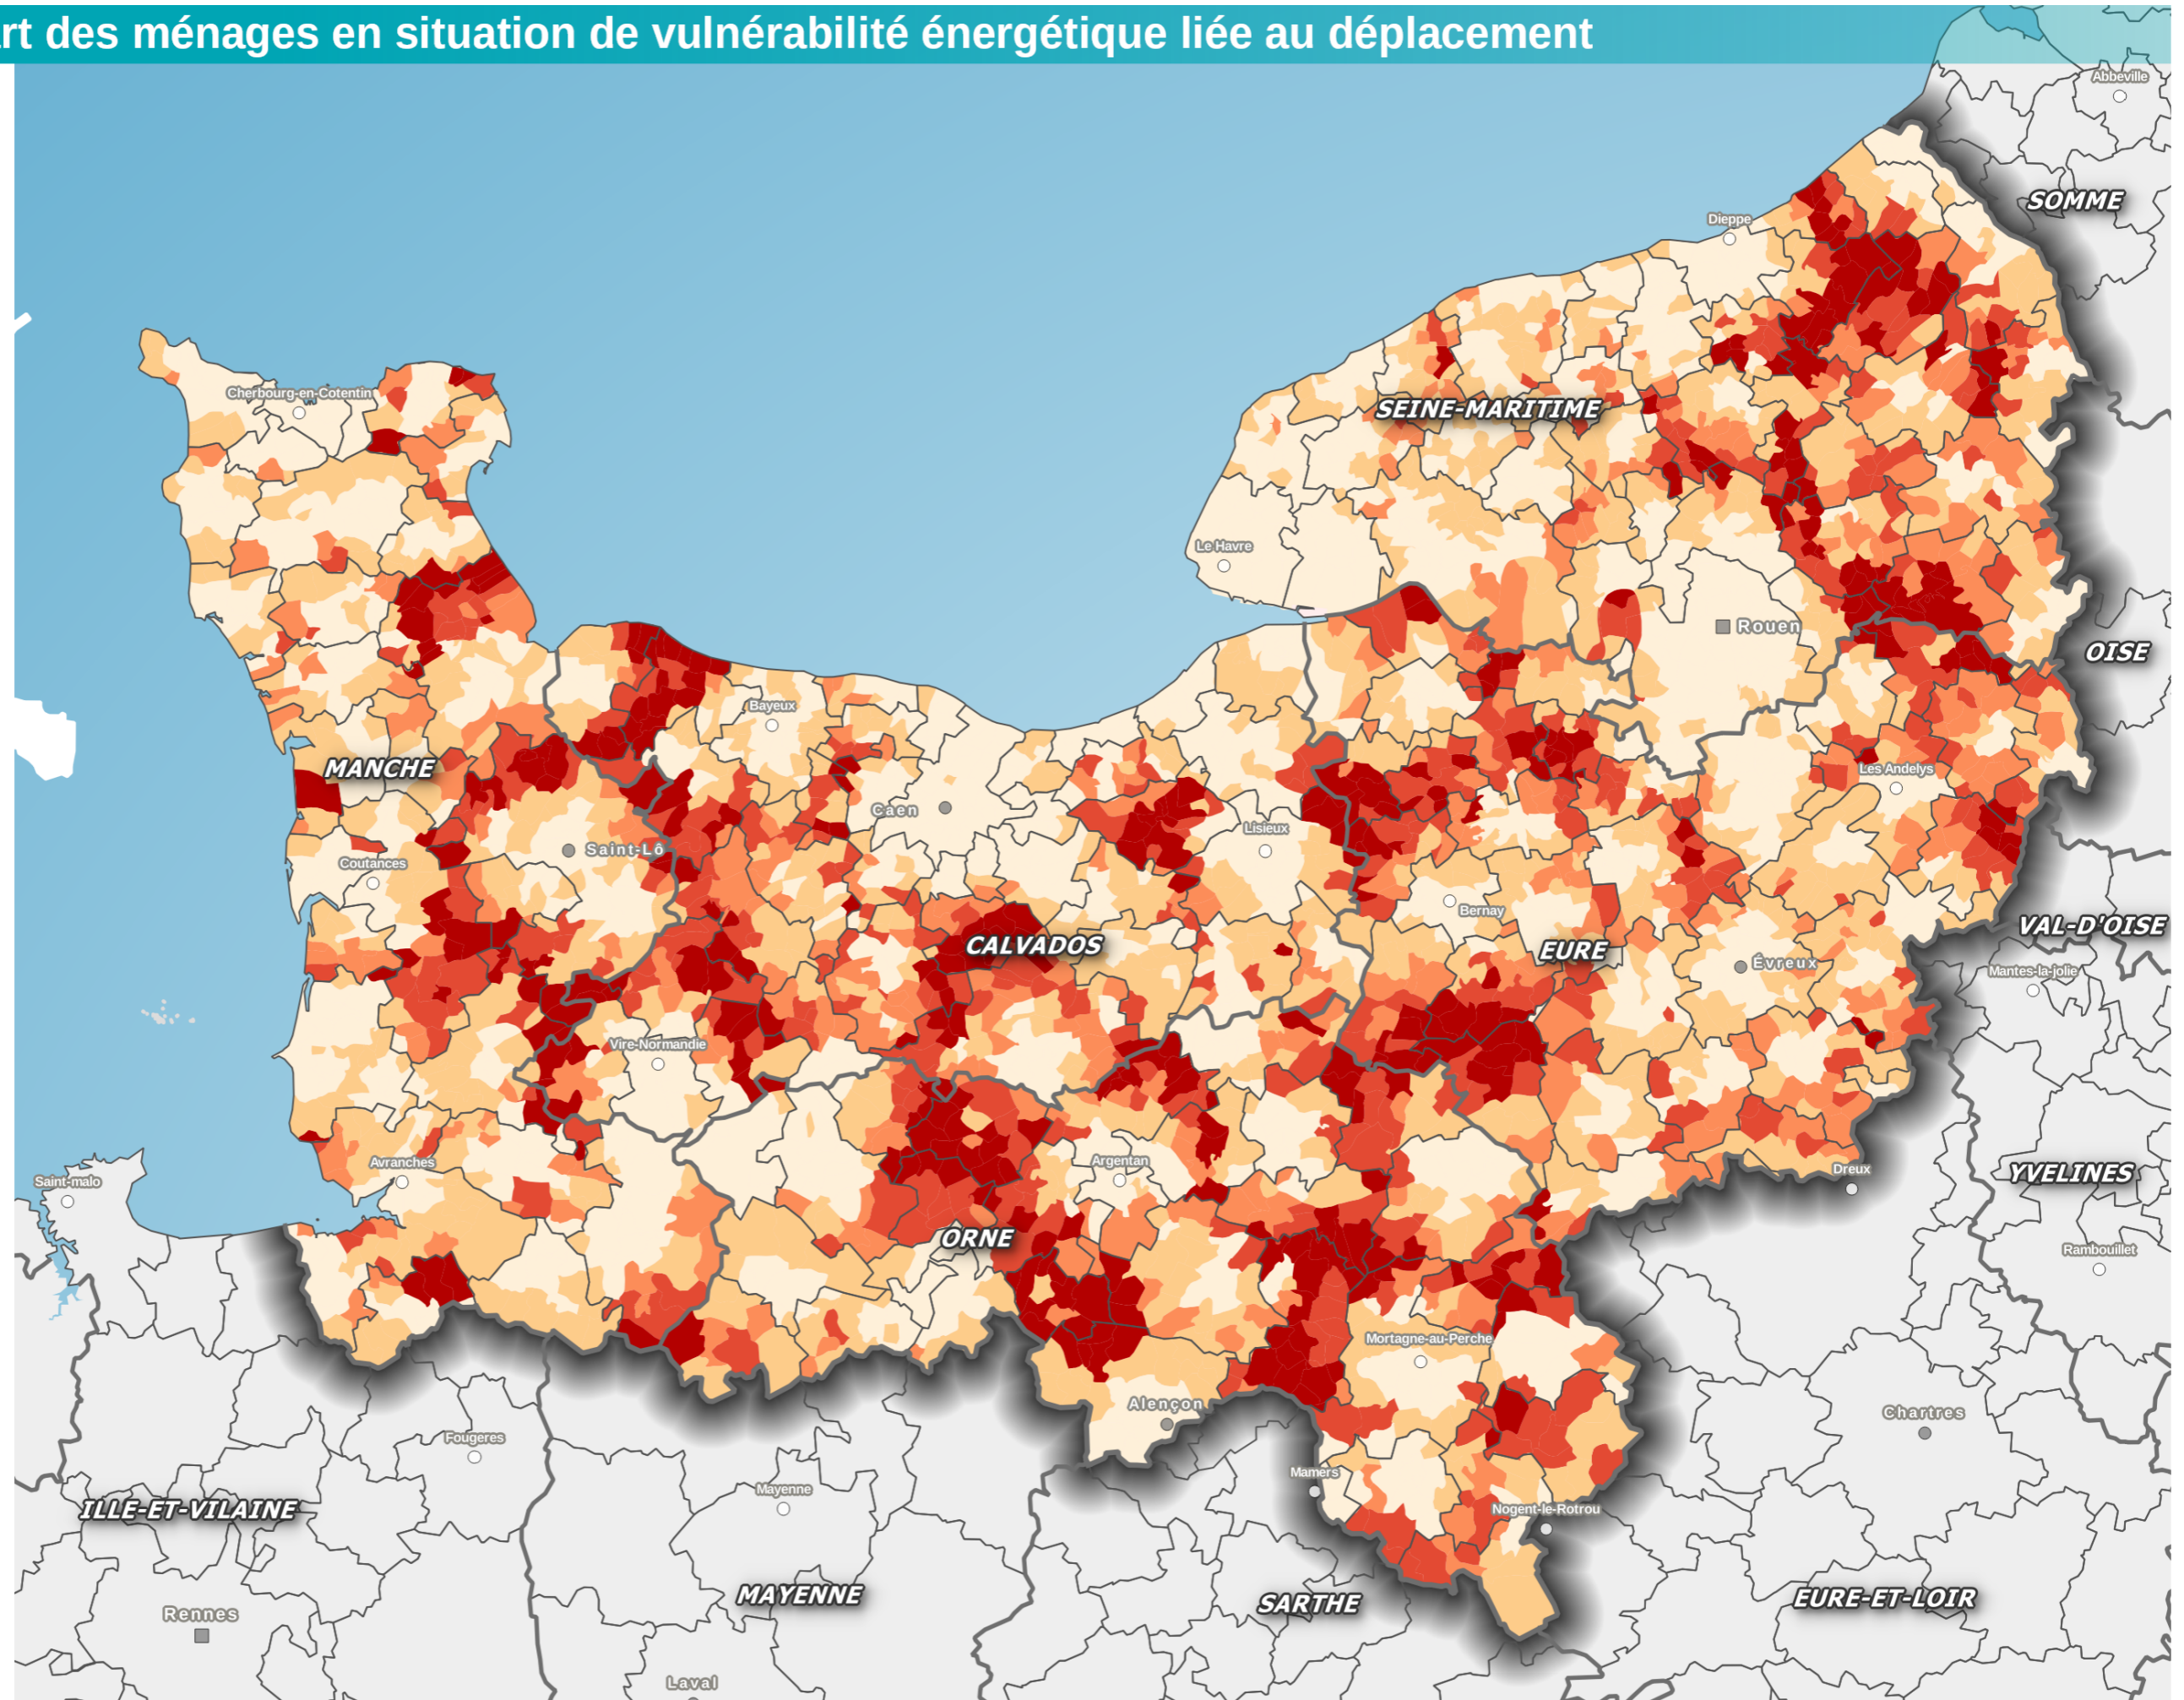 rt des ménages en situation de vulnérabilité énergétique liée au déplacement
Abbeville
SOMME
Dieppe
Cherbourg-en-Cotentin
SEINE-MARITIME
Le Havre
Rouen
OISE
Bayeux
MANCHE
Les Andelys
Caen
Lisieux
Saint-Lô
Coutances
Bernay
VAL-D'OISE
CALVADOS
EURE
Évreux
Mantes-la-jolie
Vire-Normandie
Avranches
Argentan
Dreux
YVELINES
Saint-malo
ORNE
Rambouillet
Mortagne-au-Perche
Alençon
Chartres
Fougeres
Mamers
Mayenne
ILLE-ET-VILAINE
Nogent-le-Rotrou
MAYENNE
SARTHE
EURE-ET-LOIR
Rennes
Laval